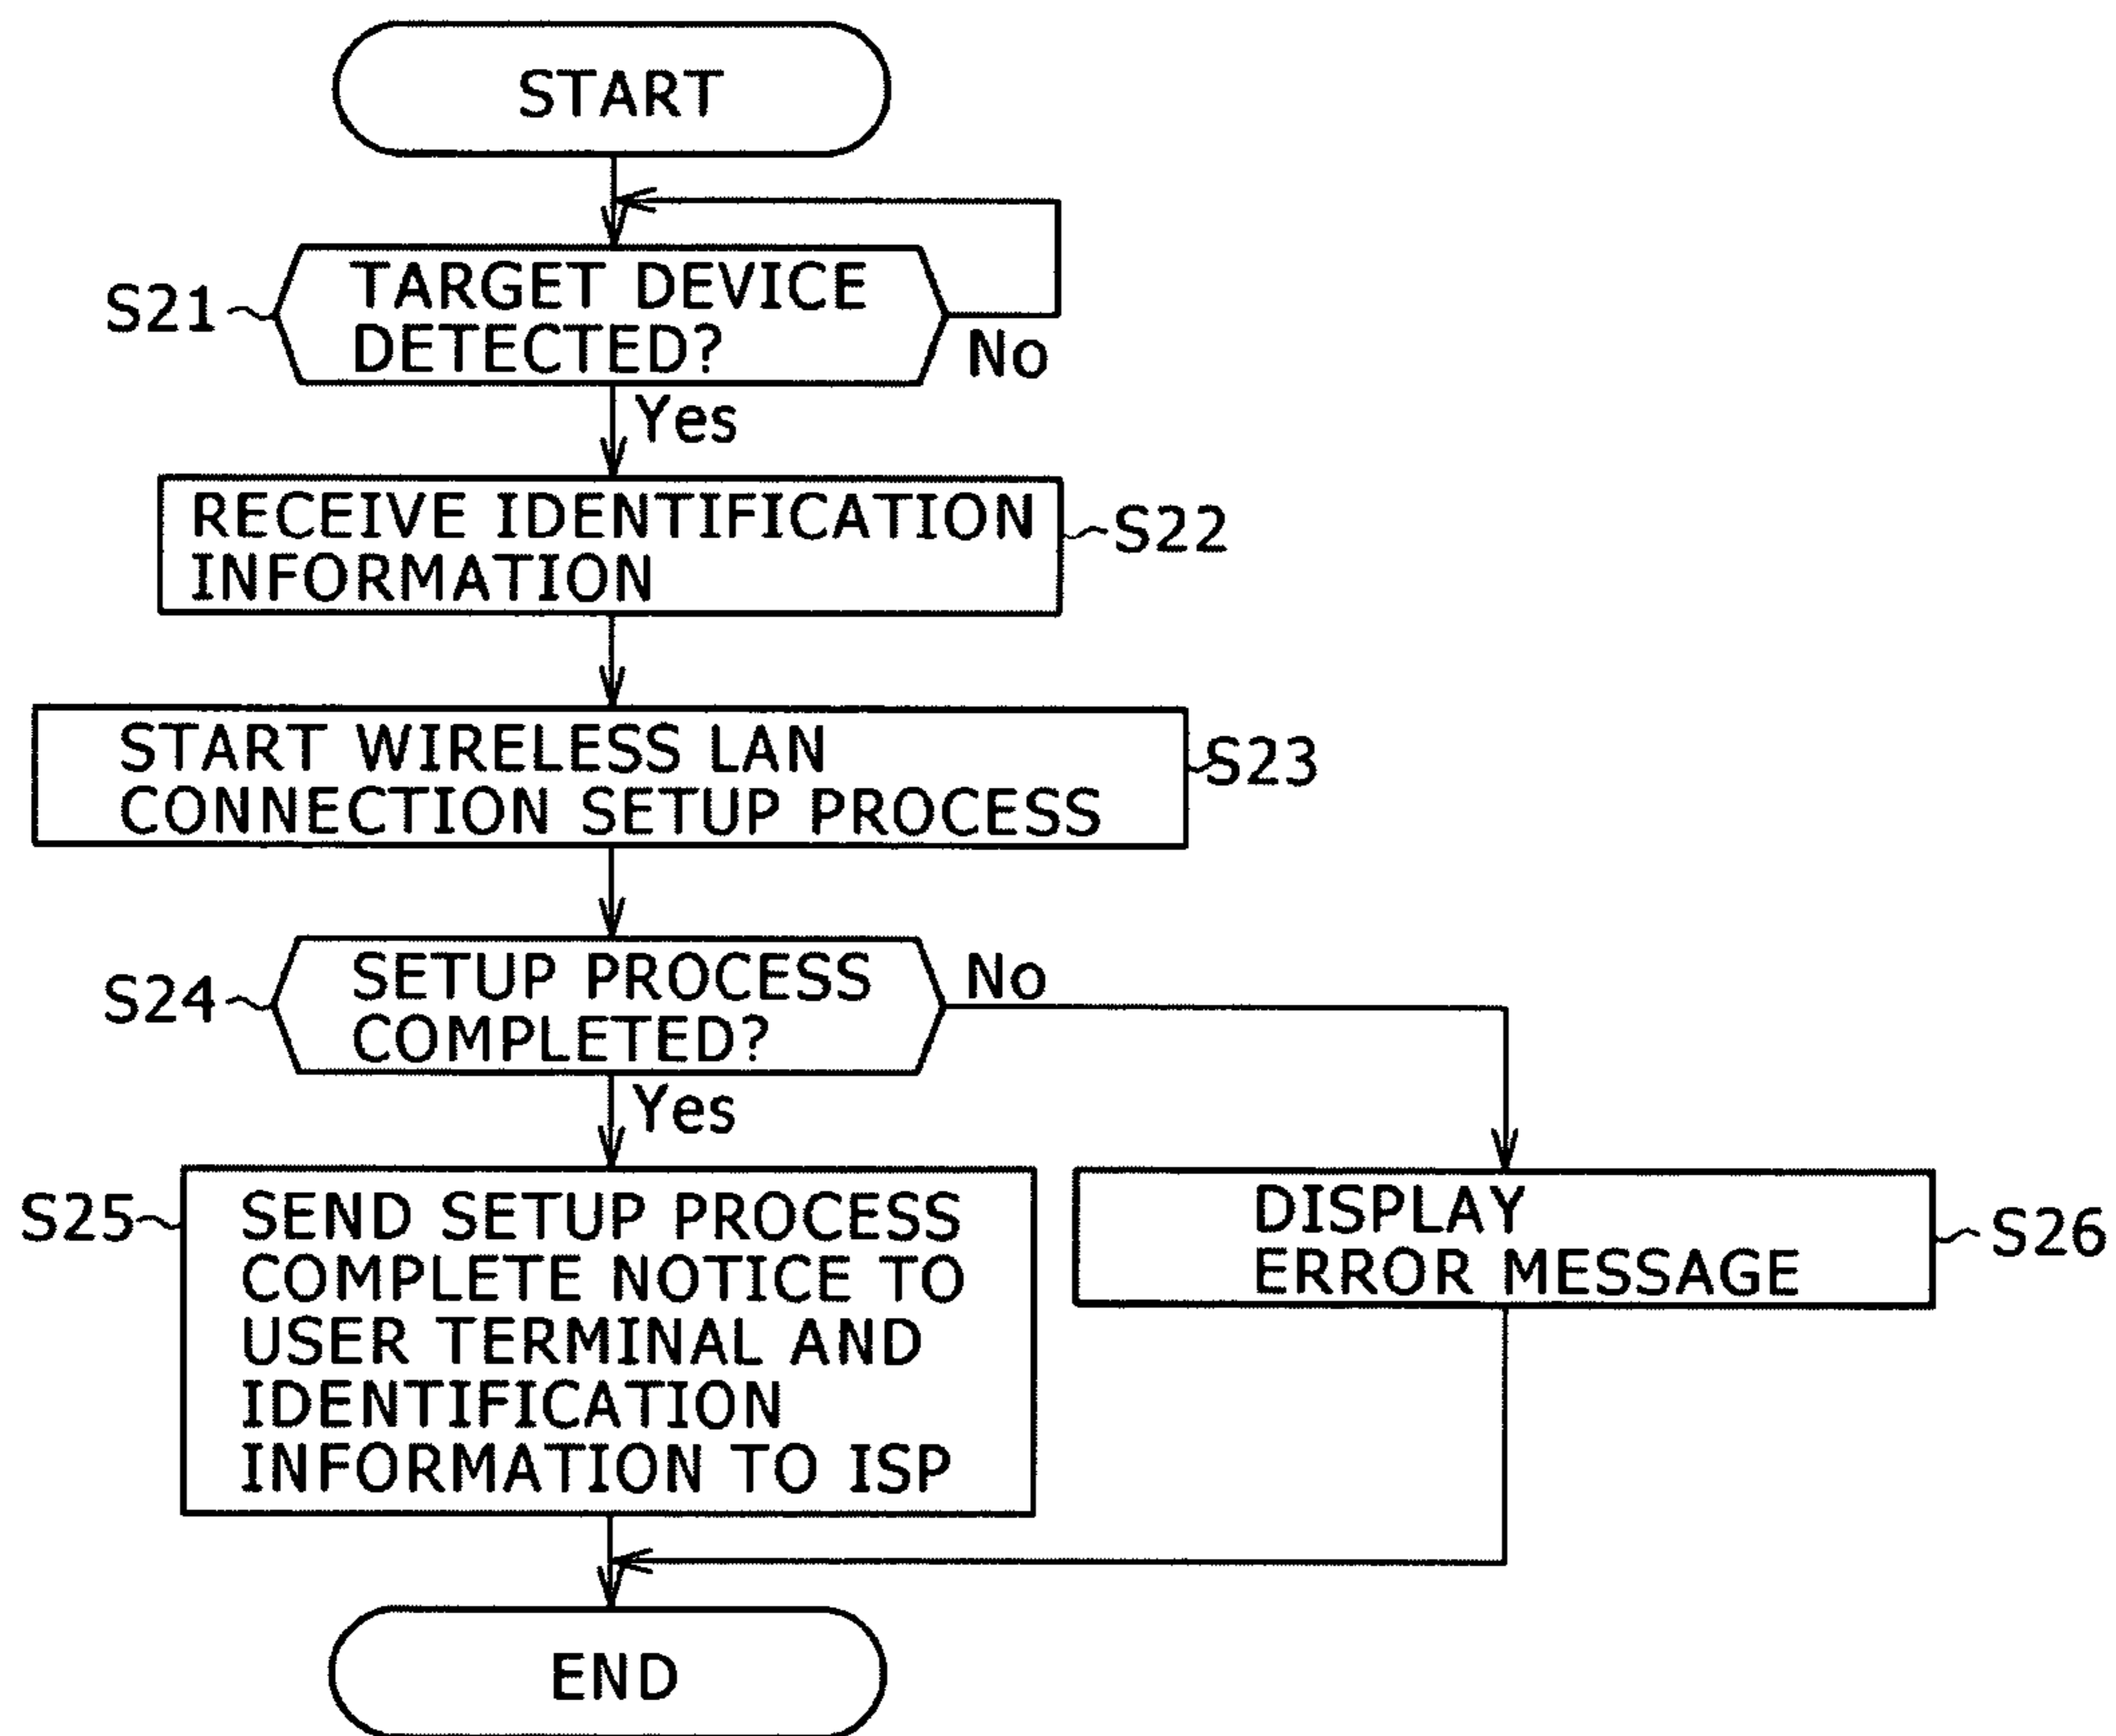 START
S21
TARGET DEVICE
DETECTED?
No
Yes
RECEIVE IDENTIFICATION
INFORMATION
S22
START WIRELESS LAN
CONNECTION SETUP PROCESS
S23
S24
SETUP PROCESS
COMPLETED?
No
Yes
S25
SEND SETUP PROCESS
COMPLETE NOTICE TO
USER TERMINAL AND
IDENTIFICATION
INFORMATION TO ISP
DISPLAY
ERROR MESSAGE
S26
END